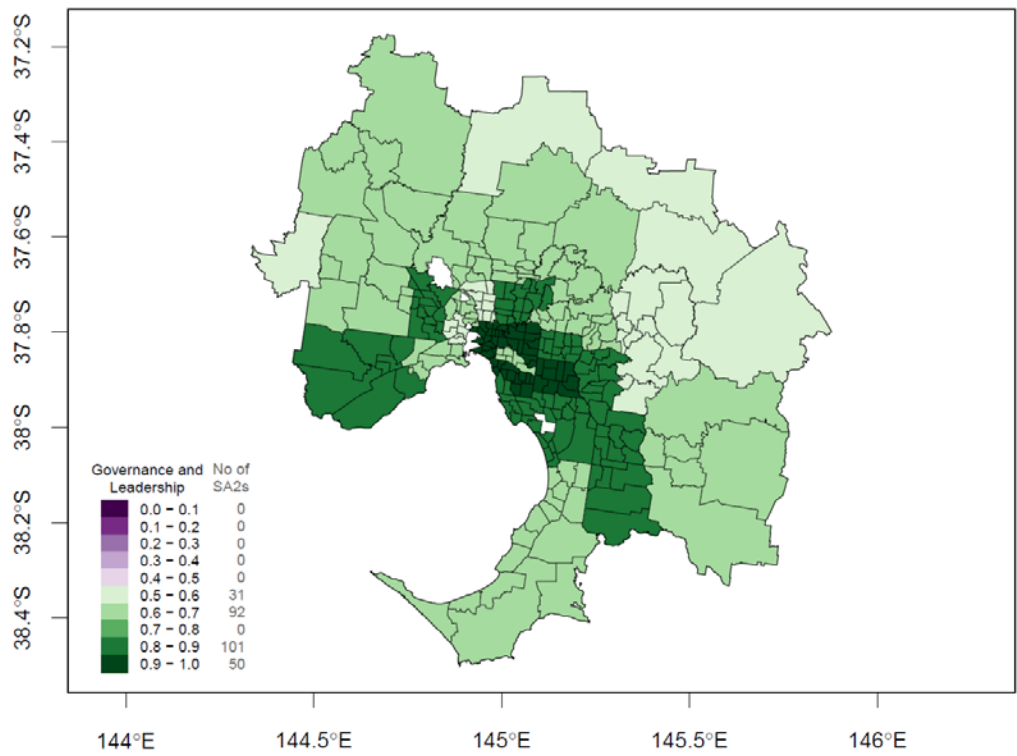 37.2°S
37.4°S
37.6°S
37.8°S
38°S
38.2°S
38.4°S
Governance and No of
Leadership SA2s
0.0 – 0.1 0
0.1 – 0.2 0
0.2 – 0.3 0
0.3 – 0.4 0
0.4 – 0.5 0
0.5 – 0.6 31
0.6 – 0.7 92
0.7 – 0.8 0
0.8 – 0.9 101
0.9 – 1.0 50
144°E 144.5°E 145°E 145.5°E 146°E